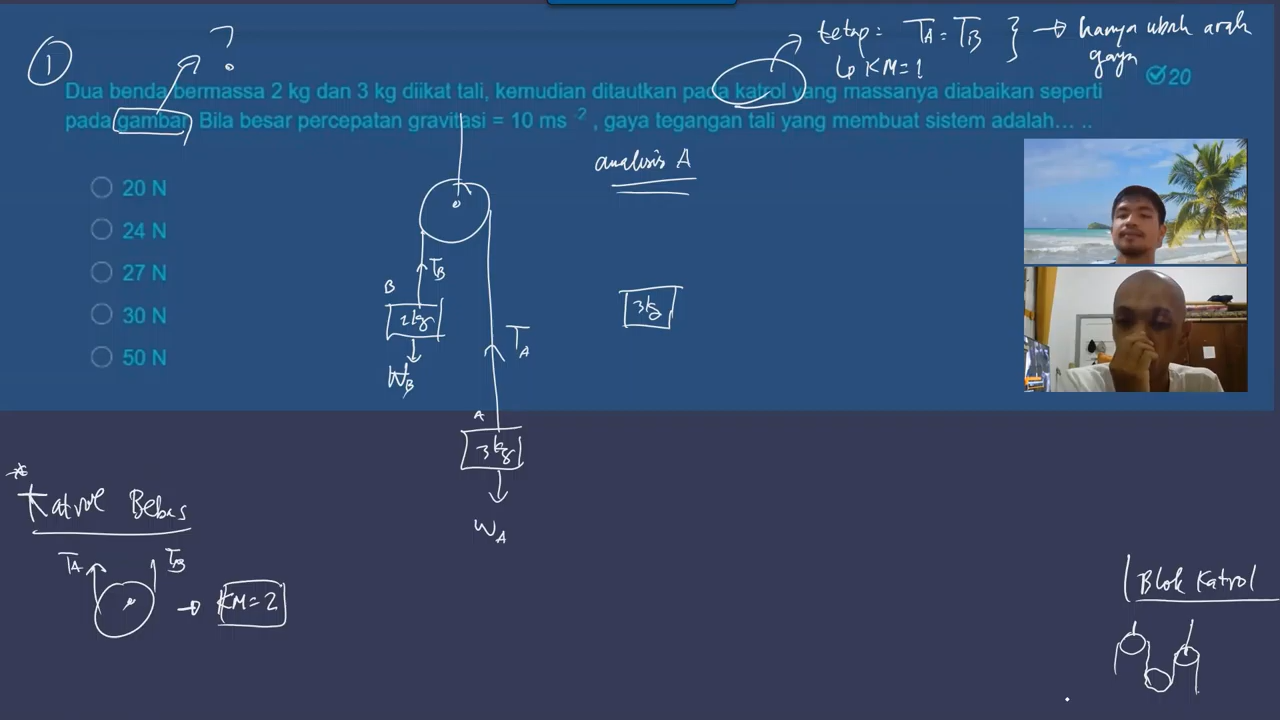 ①
?
tetap: TA = TB } → hanya ubah arah
↳ KM=1
gaya
20
Dua benda bermassa 2 kg dan 3 kg diikat tali, kemudian ditautkan pada katrol yang massanya diabaikan seperti
pada gambar. Bila besar percepatan gravitasi = 10 ms -2 , gaya tegangan tali yang membuat sistem adalah... ..
analisis A
20 N
24 N
27 N
30 N
50 N
TB
B
2kg
WB
3kg
TA
A
3kg
WA
* Katrol Bebas
TA TB
→ KM=2
Blok Katrol